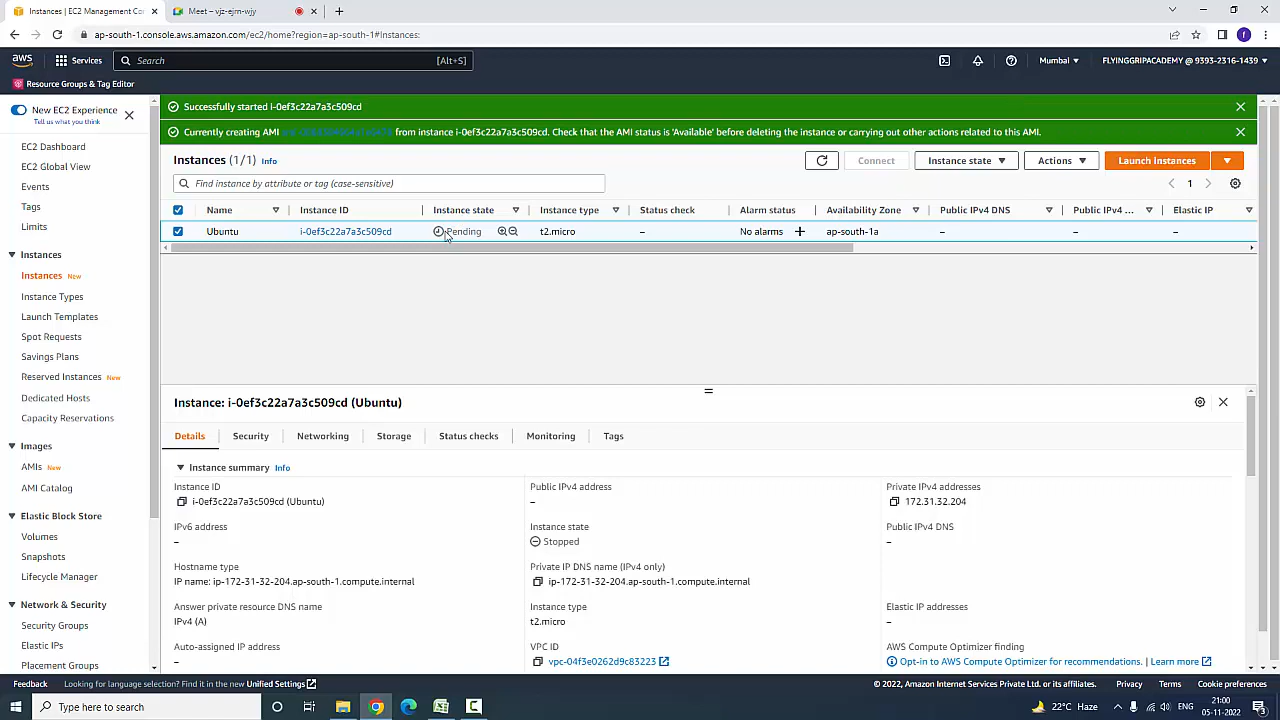 Instances | EC2 Management Co
Meet – vjz-ejrn-wjy
ap-south-1.console.aws.amazon.com/ec2/home?region=ap-south-1#Instances:
aws
Services
Search
[Alt+S]
Mumbai
FLYINGGRIPACADEMY @ 9393-2316-1439
Resource Groups & Tag Editor
New EC2 Experience
Tell us what you think
EC2 Dashboard
EC2 Global View
Events
Tags
Limits
Instances
Instances New
Instance Types
Launch Templates
Spot Requests
Savings Plans
Reserved Instances New
Dedicated Hosts
Capacity Reservations
Images
AMIs New
AMI Catalog
Elastic Block Store
Volumes
Snapshots
Lifecycle Manager
Network & Security
Security Groups
Elastic IPs
Placement Groups
Successfully started i-0ef3c22a7a3c509cd
Currently creating AMI from instance i-0ef3c22a7a3c509cd. Check that the AMI status is 'Available' before deleting the instance or carrying out other actions related to this AMI.
Instances (1/1) Info
Connect
Instance state
Actions
Launch instances
Find instance by attribute or tag (case-sensitive)
1
Name Instance ID Instance state Instance type Status check Alarm status Availability Zone Public IPv4 DNS Public IPv4 ... Elastic IP
Ubuntu i-0ef3c22a7a3c509cd Pending t2.micro – No alarms + ap-south-1a – – –
Instance: i-0ef3c22a7a3c509cd (Ubuntu)
Details Security Networking Storage Status checks Monitoring Tags
Instance summary Info
Instance ID
i-0ef3c22a7a3c509cd (Ubuntu)
Public IPv4 address
–
Private IPv4 addresses
172.31.32.204
IPv6 address
–
Instance state
Stopped
Public IPv4 DNS
–
Hostname type
IP name: ip-172-31-32-204.ap-south-1.compute.internal
Private IP DNS name (IPv4 only)
ip-172-31-32-204.ap-south-1.compute.internal
Answer private resource DNS name
IPv4 (A)
Instance type
t2.micro
Elastic IP addresses
–
Auto-assigned IP address
–
VPC ID
vpc-04f3e0262d9c83223
AWS Compute Optimizer finding
Opt-in to AWS Compute Optimizer for recommendations. | Learn more
Feedback
Looking for language selection? Find it in the new Unified Settings
© 2022, Amazon Internet Services Private Ltd. or its affiliates.
Privacy
Terms
Cookie preferences
Type here to search
22°C Haze
ENG
21:00
05-11-2022